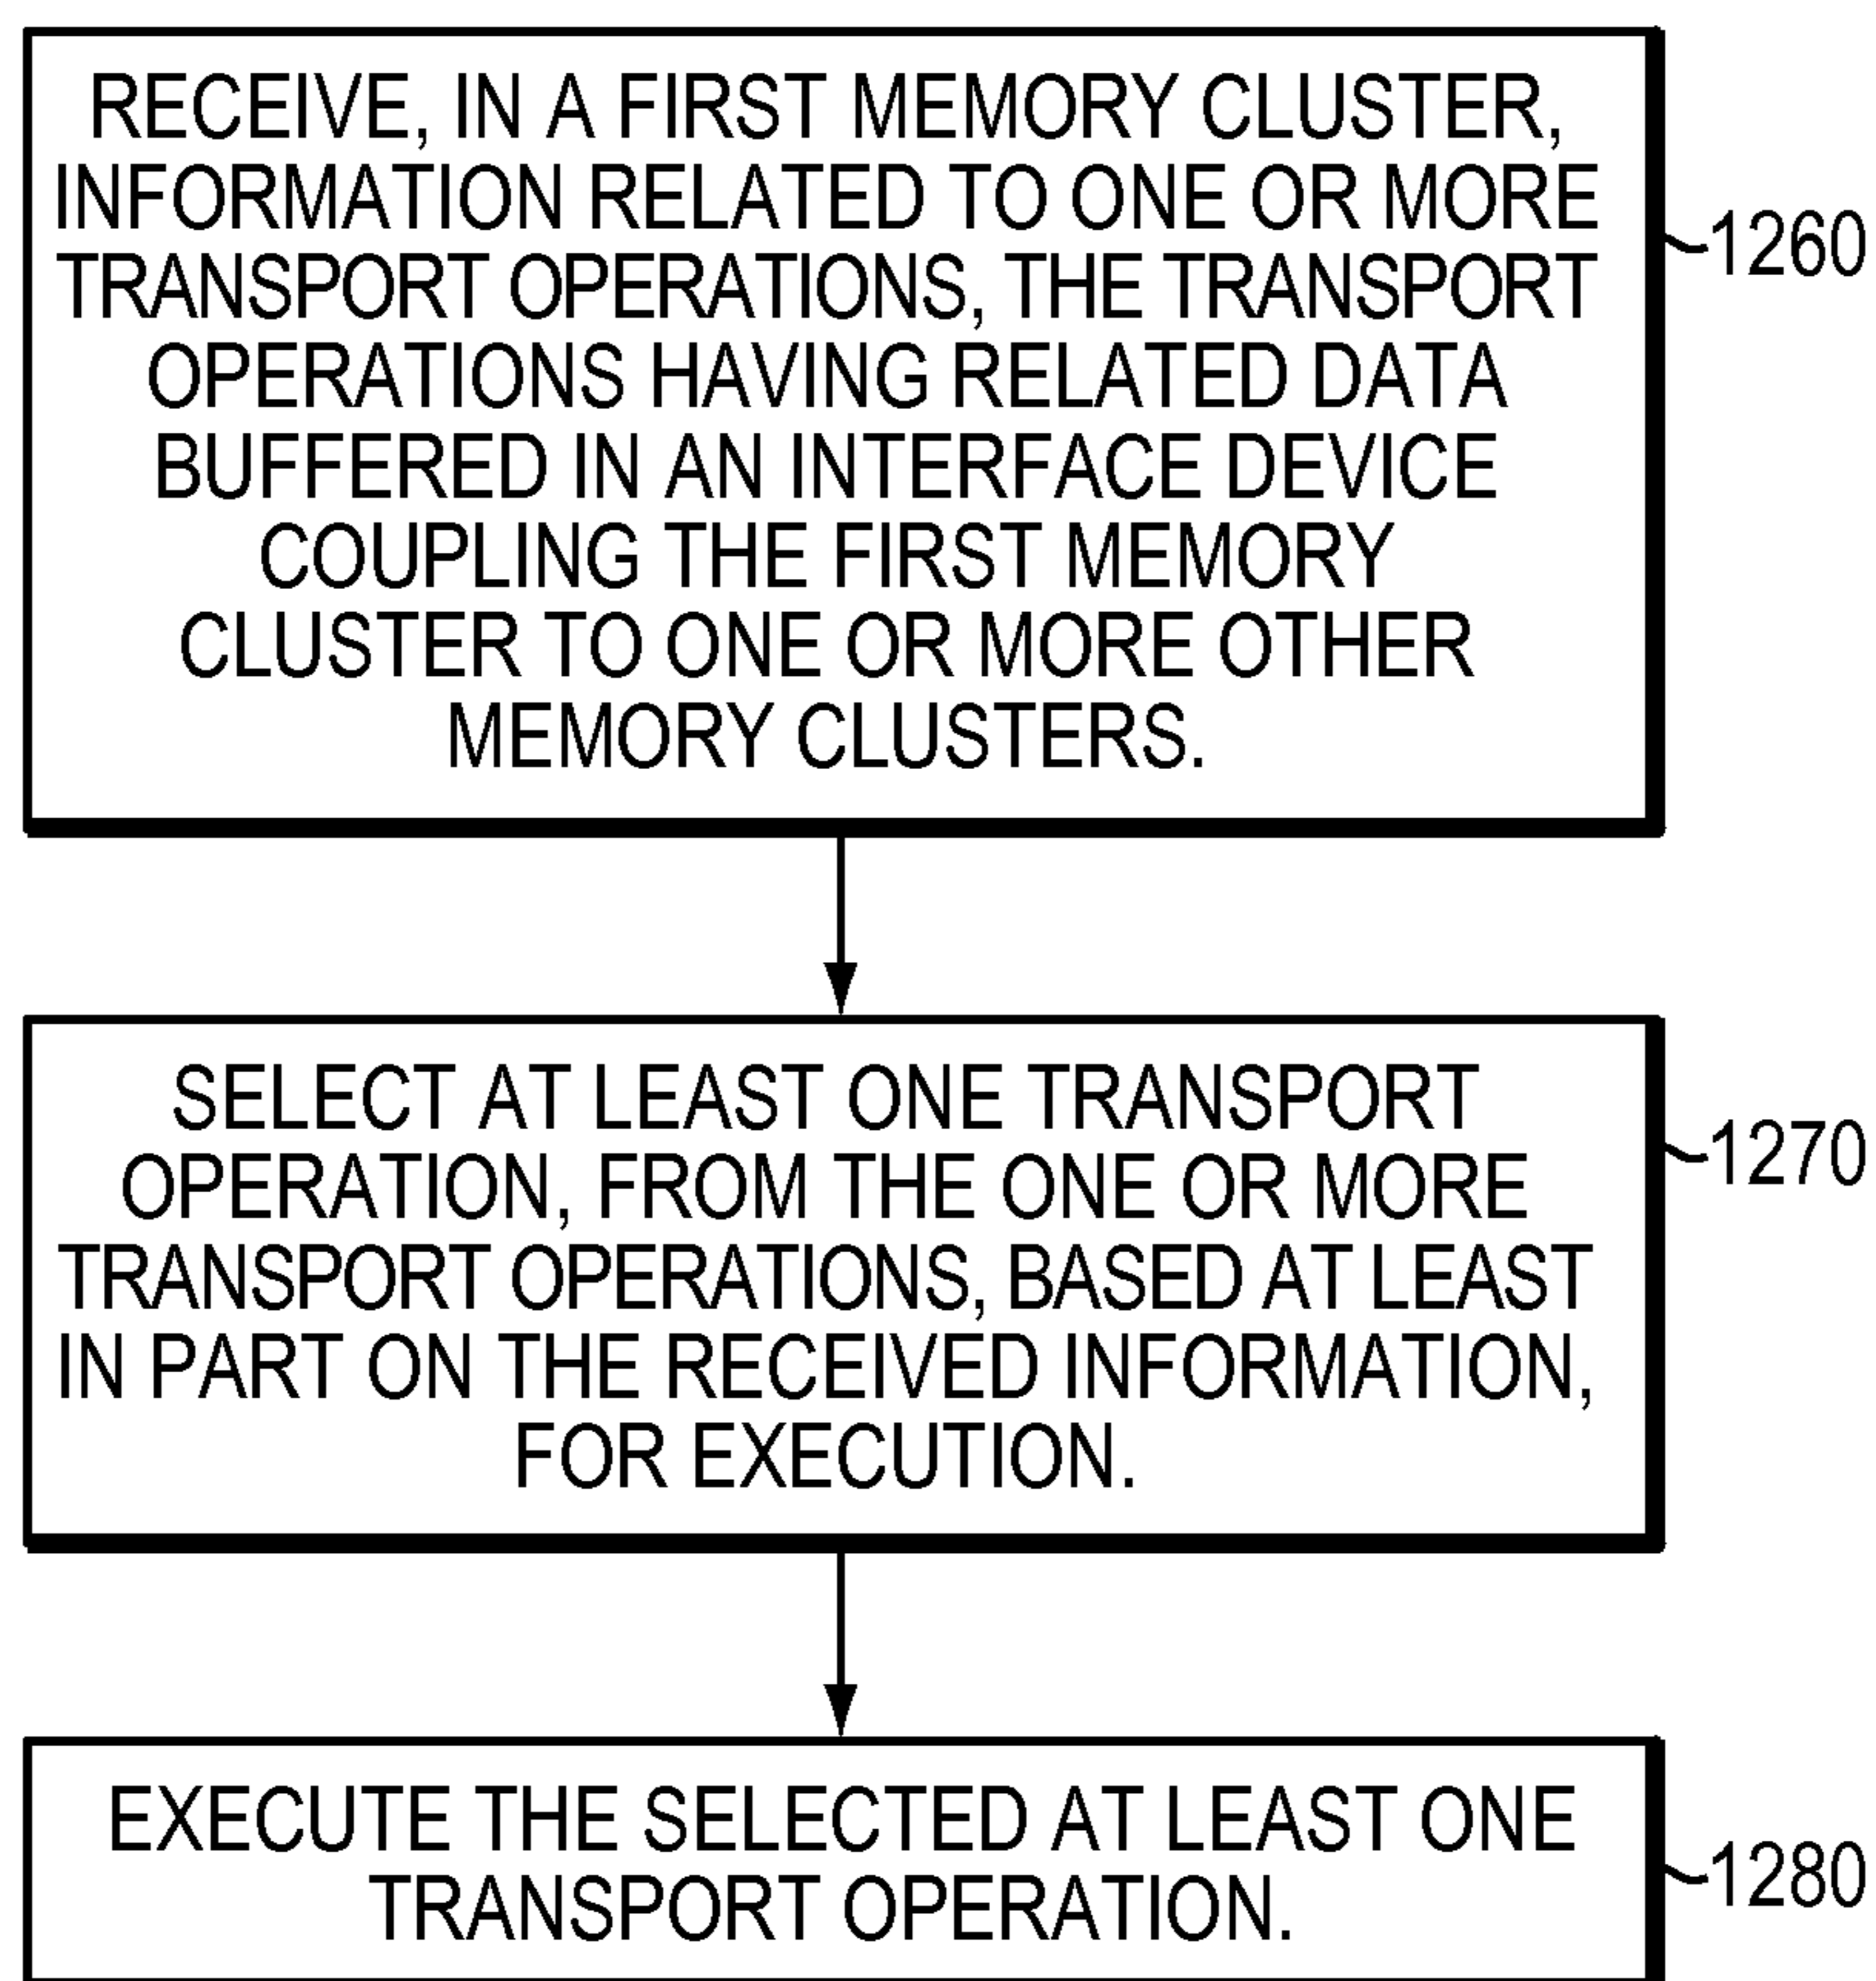 RECEIVE, IN A FIRST MEMORY CLUSTER,
INFORMATION RELATED TO ONE OR MORE
TRANSPORT OPERATIONS, THE TRANSPORT
OPERATIONS HAVING RELATED DATA
BUFFERED IN AN INTERFACE DEVICE
COUPLING THE FIRST MEMORY
CLUSTER TO ONE OR MORE OTHER
MEMORY CLUSTERS.
1260
SELECT AT LEAST ONE TRANSPORT
OPERATION, FROM THE ONE OR MORE
TRANSPORT OPERATIONS, BASED AT LEAST
IN PART ON THE RECEIVED INFORMATION,
FOR EXECUTION.
1270
EXECUTE THE SELECTED AT LEAST ONE
TRANSPORT OPERATION.
1280